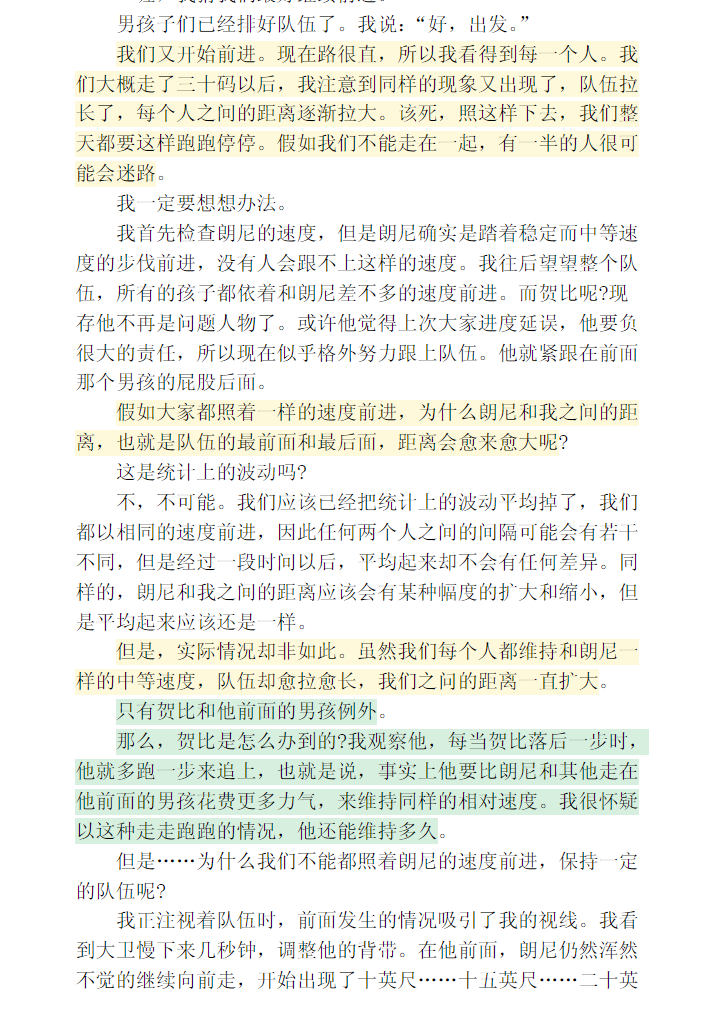 男孩子们已经排好队伍了。我说：“好，出发。”
我们又开始前进。现在路很直，所以我看得到每一个人。我
们大概走了三十码以后，我注意到同样的现象又出现了，队伍拉
长了，每个人之间的距离逐渐拉大。该死，照这样下去，我们整
天都要这样跑跑停停。假如我们不能走在一起，有一半的人很可
能会迷路。
我一定要想想办法。
我首先检查朗尼的速度，但是朗尼确实是踏着稳定而中等速
度的步伐前进，没有人会跟不上这样的速度。我往后望望整个队
伍，所有的孩子都依着和朗尼差不多的速度前进。而贺比呢?现
存他不再是问题人物了。或许他觉得上次大家进度延误，他要负
很大的责任，所以现在似乎格外努力跟上队伍。他就紧跟在前面
那个男孩的屁股后面。
假如大家都照着一样的速度前进，为什么朗尼和我之间的距
离，也就是队伍的最前面和最后面，距离会愈来愈大呢?
这是统计上的波动吗?
不，不可能。我们应该已经把统计上的波动平均掉了，我们
都以相同的速度前进，因此任何两个人之间的间隔可能会有若干
不同，但是经过一段时间以后，平均起来却不会有任何差异。同
样的，朗尼和我之间的距离应该会有某种幅度的扩大和缩小，但
是平均起来应该还是一样。
但是，实际情况却非如此。虽然我们每个人都维持和朗尼一
样的中等速度，队伍却愈拉愈长，我们之问的距离一直扩大。
只有贺比和他前面的男孩例外。
那么，贺比是怎么办到的?我观察他，每当贺比落后一步时，
他就多跑一步来追上，也就是说，事实上他要比朗尼和其他走在
他前面的男孩花费更多力气，来维持同样的相对速度。我很怀疑
以这种走走跑跑的情况，他还能维持多久。
但是……为什么我们不能都照着朗尼的速度前进，保持一定
的队伍呢?
我正注视着队伍时，前面发生的情况吸引了我的视线。我看
到大卫慢下来几秒钟，调整他的背带。在他前面，朗尼仍然浑然
不觉的继续向前走，开始出现了十英尺……十五英尺……二十英